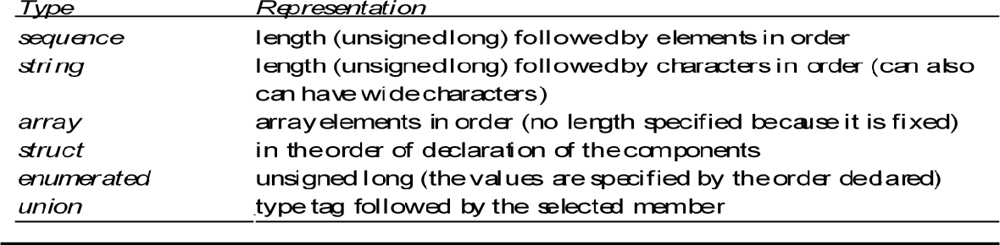 Type Representation
sequence length (unsigned long) followed by elements in order
string length (unsigned long) followed by characters in order (can also
can have wide characters)
array array elements in order (no length specified because it is fixed)
struct in the order of declaration of the components
enumerated unsigned long (the values are specified by the order declared)
union type tag followed by the selected member